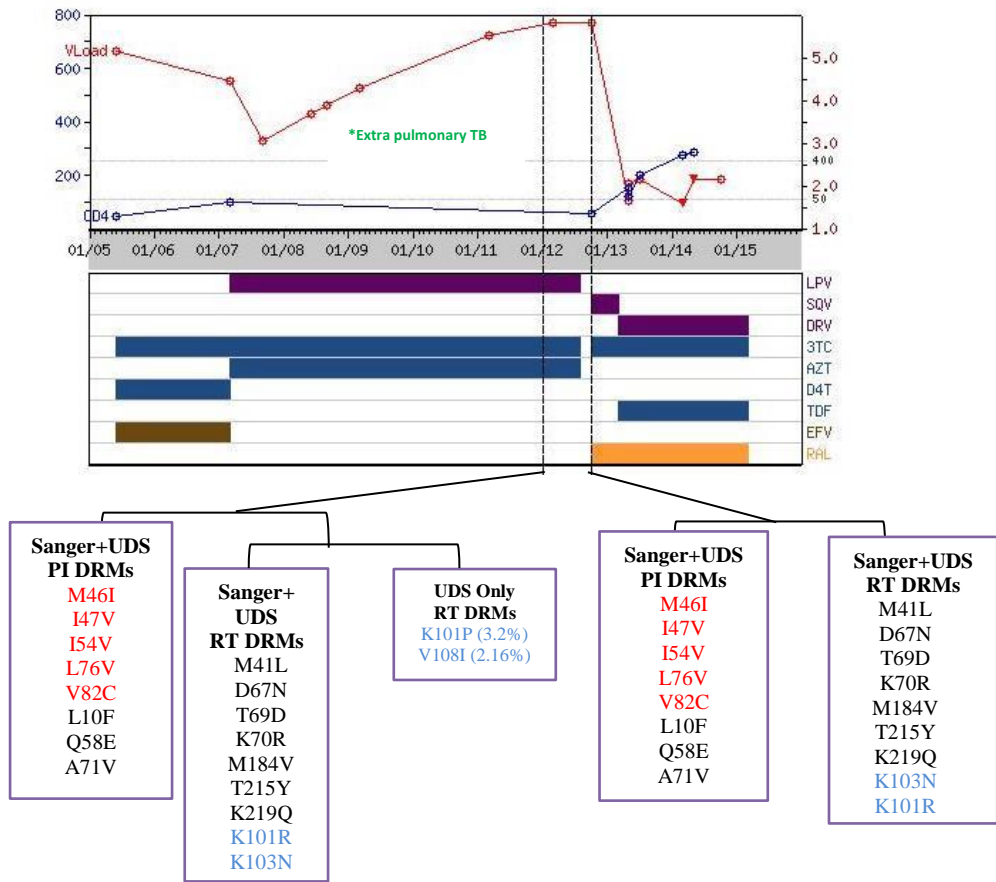 800
VLoad
600
400
200
CD4
5.0
4.0
3.0
400
2.0
50
1.0
*Extra pulmonary TB
01/05 01/06 01/07 01/08 01/09 01/10 01/11 01/12 01/13 01/14 01/15
LPV
SQV
DRV
3TC
AZT
D4T
TDF
EFV
RAL
Sanger+UDS
PI DRMs
M46I
I47V
I54V
L76V
V82C
L10F
Q58E
A71V
Sanger+
UDS
RT DRMs
M41L
D67N
T69D
K70R
M184V
T215Y
K219Q
K101R
K103N
UDS Only
RT DRMs
K101P (3.2%)
V108I (2.16%)
Sanger+UDS
PI DRMs
M46I
I47V
I54V
L76V
V82C
L10F
Q58E
A71V
Sanger+UDS
RT DRMs
M41L
D67N
T69D
K70R
M184V
T215Y
K219Q
K103N
K101R